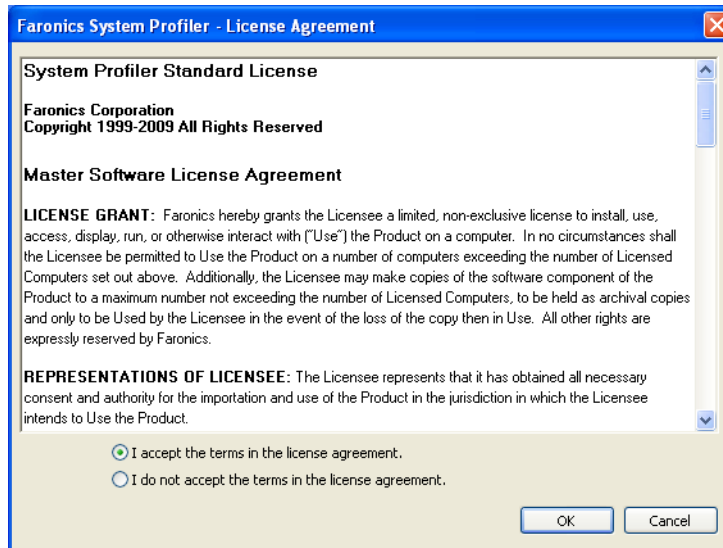 Faronics System Profiler - License Agreement
System Profiler Standard License
Faronics Corporation
Copyright 1999-2009 All Rights Reserved
Master Software License Agreement
LICENSE GRANT: Faronics hereby grants the Licensee a limited, non-exclusive license to install, use,
access, display, run, or otherwise interact with ("Use") the Product on a computer. In no circumstances shall
the Licensee be permitted to Use the Product on a number of computers exceeding the number of Licensed
Computers set out above. Additionally, the Licensee may make copies of the software component of the
Product to a maximum number not exceeding the number of Licensed Computers, to be held as archival copies
and only to be Used by the Licensee in the event of the loss of the copy then in Use. All other rights are
expressly reserved by Faronics.
REPRESENTATIONS OF LICENSEE: The Licensee represents that it has obtained all necessary
consent and authority for the importation and use of the Product in the jurisdiction in which the Licensee
intends to Use the Product.
I accept the terms in the license agreement.
I do not accept the terms in the license agreement.
OK Cancel